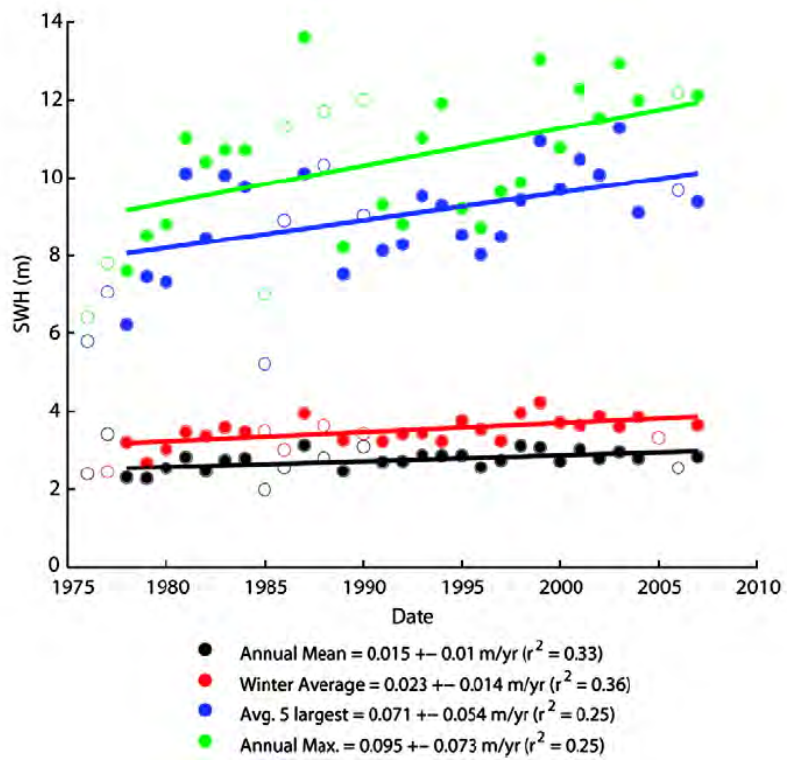 14
12
10
8
6
4
2
0
SWH (m)
1975 1980 1985 1990 1995 2000 2005 2010
Date
Annual Mean = 0.015 +− 0.01 m/yr (r² = 0.33)
Winter Average = 0.023 +− 0.014 m/yr (r² = 0.36)
Avg. 5 largest = 0.071 +− 0.054 m/yr (r² = 0.25)
Annual Max. = 0.095 +− 0.073 m/yr (r² = 0.25)